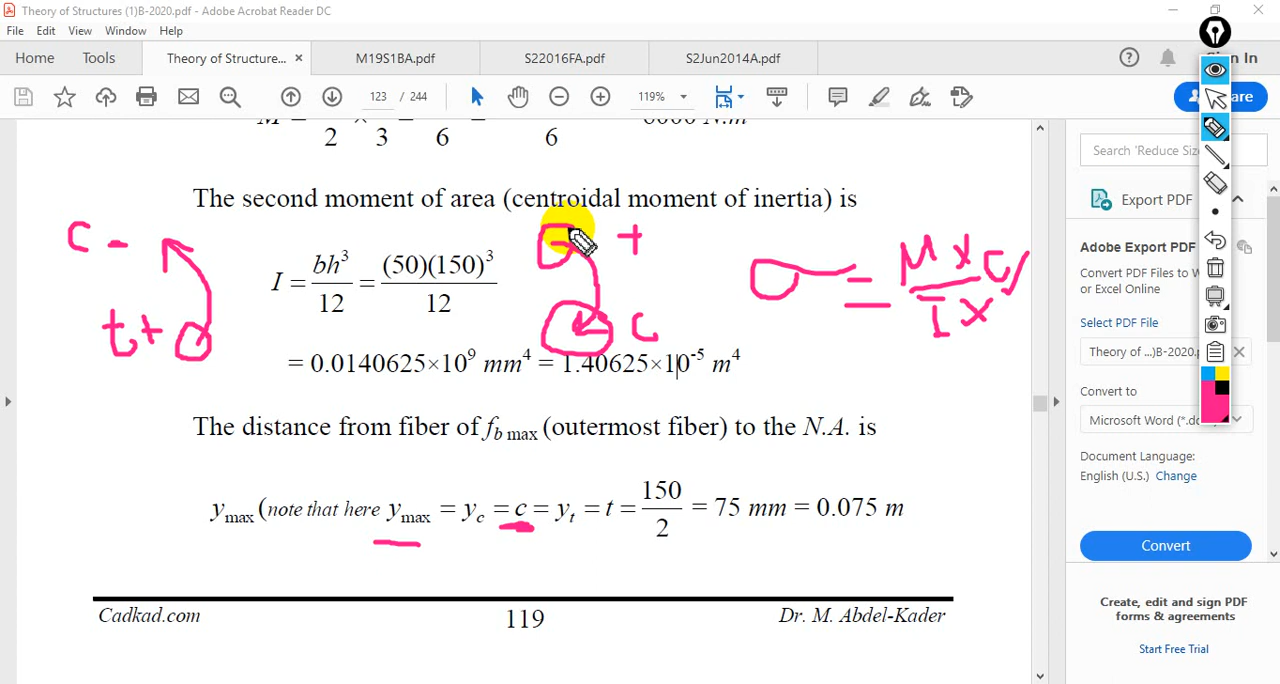 Theory of Structures (1)B-2020.pdf - Adobe Acrobat Reader DC
File Edit View Window Help
Home Tools Theory of Structure... × M19S1BA.pdf S22016FA.pdf S2Jun2014A.pdf Sign In
123 / 244 119%
2 3 6 6
The second moment of area (centroidal moment of inertia) is
I = bh³/12 = (50)(150)³/12
= 0.0140625×10⁹ mm⁴ = 1.40625×10⁻⁵ m⁴
C -
t +
+
C
σ = M x C y / I x
The distance from fiber of f_b max (outermost fiber) to the N.A. is
y_max (note that here y_max = y_c = c = y_t = t = 150/2 = 75 mm = 0.075 m
Cadkad.com 119 Dr. M. Abdel-Kader
Search 'Reduce Siz
Export PDF
Adobe Export PDF
Convert PDF Files to W
or Excel Online
Select PDF File
Theory of ...)B-2020. ×
Convert to
Microsoft Word (*.do
Document Language:
English (U.S.) Change
Convert
Create, edit and sign PDF
forms & agreements
Start Free Trial